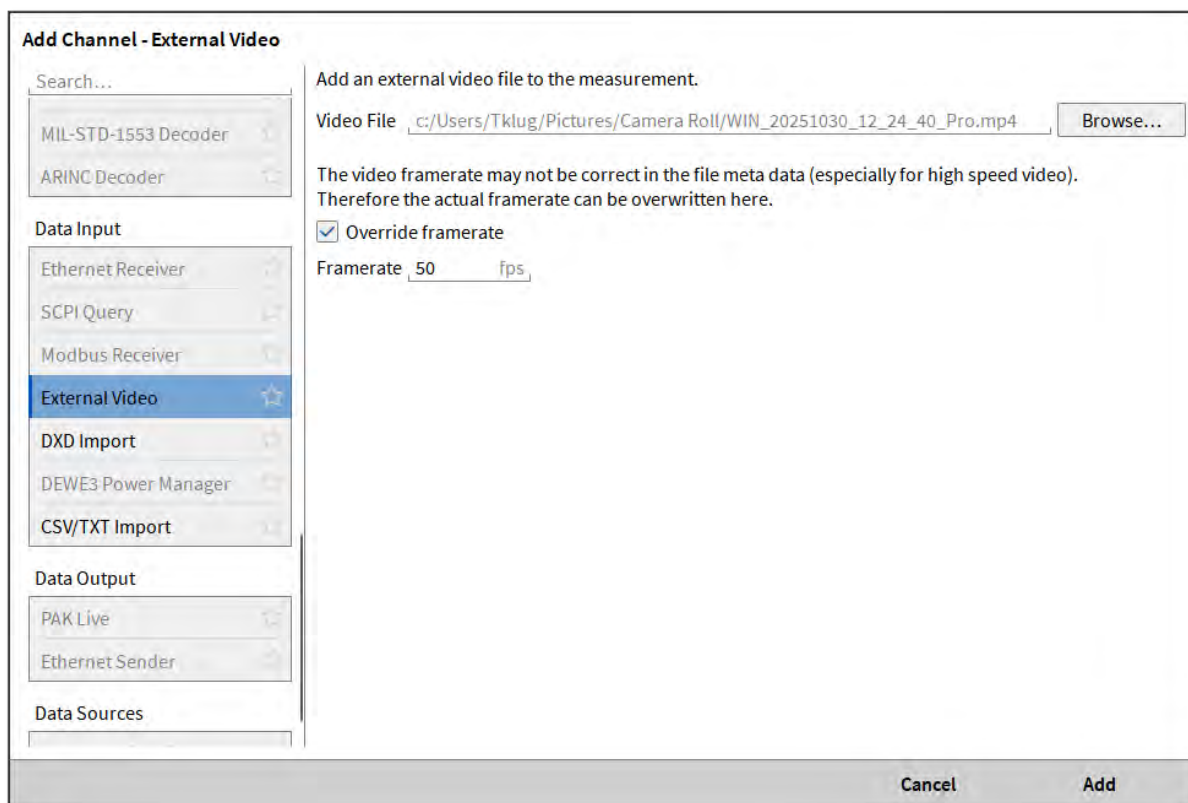 Add Channel - External Video
Search...
MIL-STD-1553 Decoder
ARINC Decoder
Data Input
Ethernet Receiver
SCPI Query
Modbus Receiver
External Video
DXD Import
DEWE3 Power Manager
CSV/TXT Import
Data Output
PAK Live
Ethernet Sender
Data Sources
Add an external video file to the measurement.
Video File c:/Users/Tklug/Pictures/Camera Roll/WIN_20251030_12_24_40_Pro.mp4 Browse...
The video framerate may not be correct in the file meta data (especially for high speed video).
Therefore the actual framerate can be overwritten here.
Override framerate
Framerate 50 fps
Cancel Add